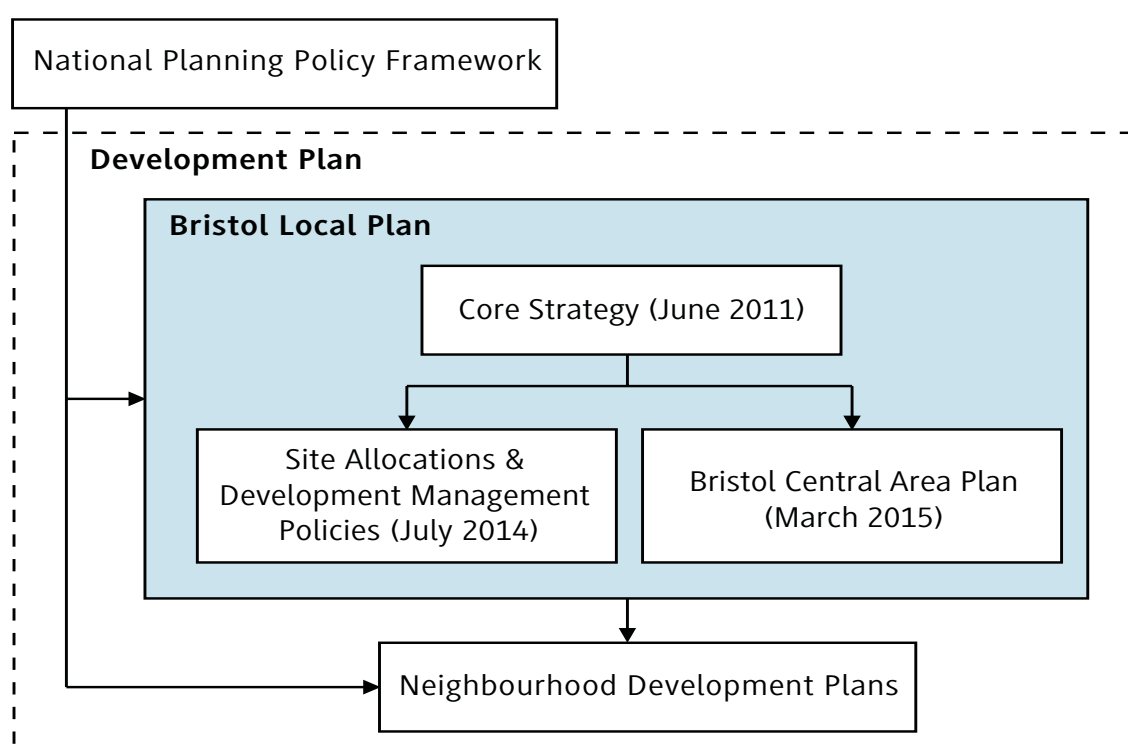 National Planning Policy Framework
Development Plan
Bristol Local Plan
Core Strategy (June 2011)
Site Allocations &
Development Management
Policies (July 2014)
Bristol Central Area Plan
(March 2015)
Neighbourhood Development Plans